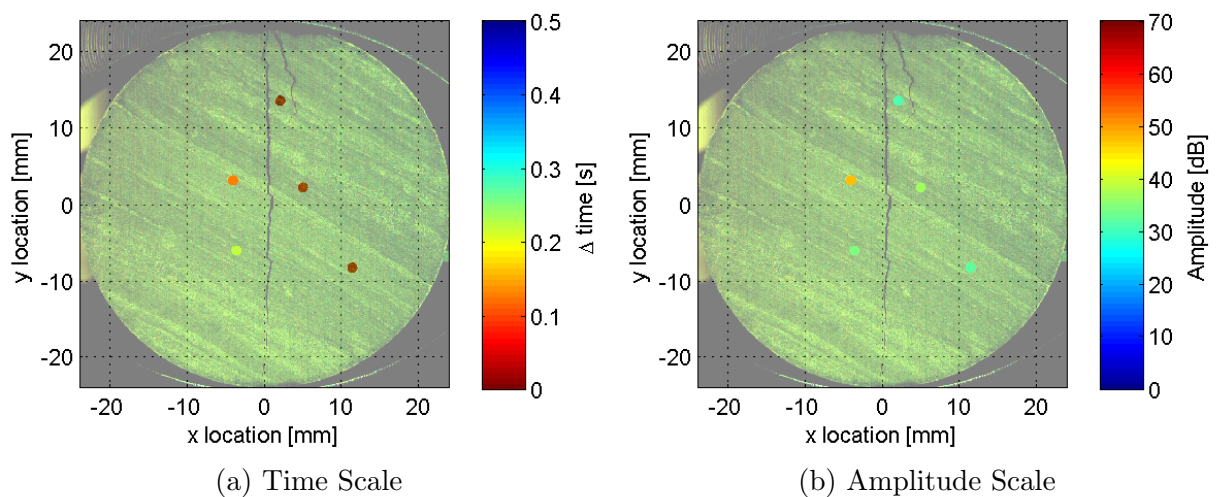 20
10
0
-10
-20
y location [mm]
-20 -10 0 10 20
x location [mm]
0.5
0.4
0.3
0.2
0.1
0
Δ time [s]
(a) Time Scale
20
10
0
-10
-20
y location [mm]
-20 -10 0 10 20
x location [mm]
70
60
50
40
30
20
10
0
Amplitude [dB]
(b) Amplitude Scale